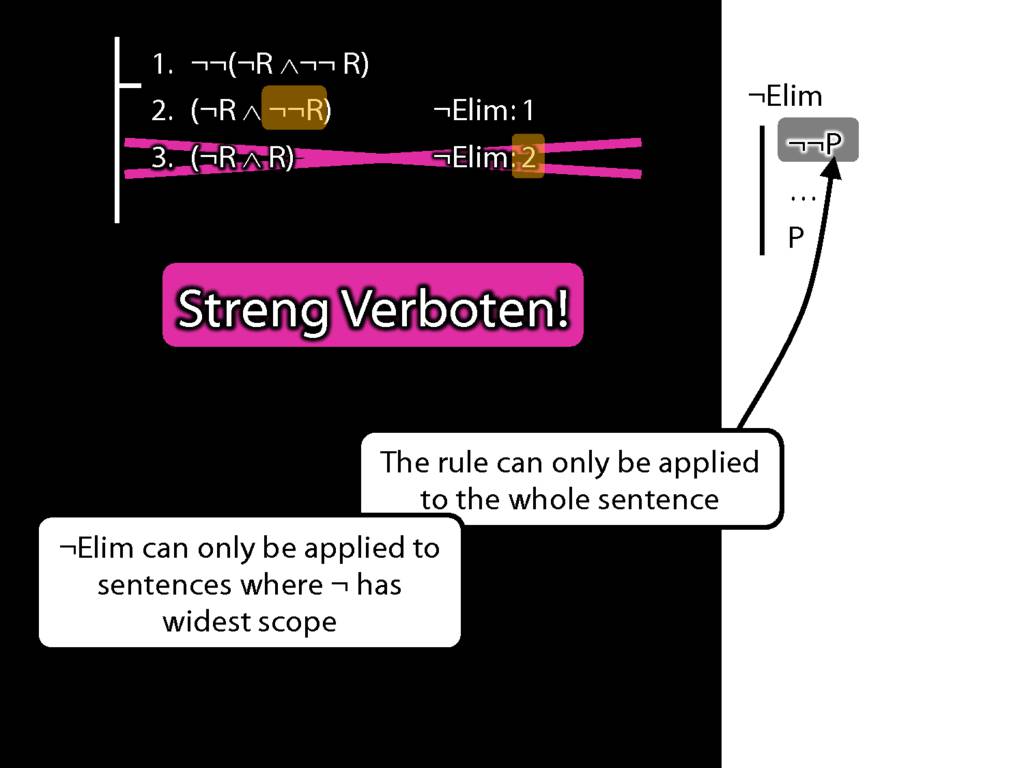 1. ¬¬(¬R ∧¬¬ R)
2. (¬R ∧ ¬¬R) ¬Elim: 1
3. (¬R ∧ R) ¬Elim: 2
Streng Verboten!
¬Elim
¬¬P
...
P
The rule can only be applied
to the whole sentence
¬Elim can only be applied to
sentences where ¬ has
widest scope